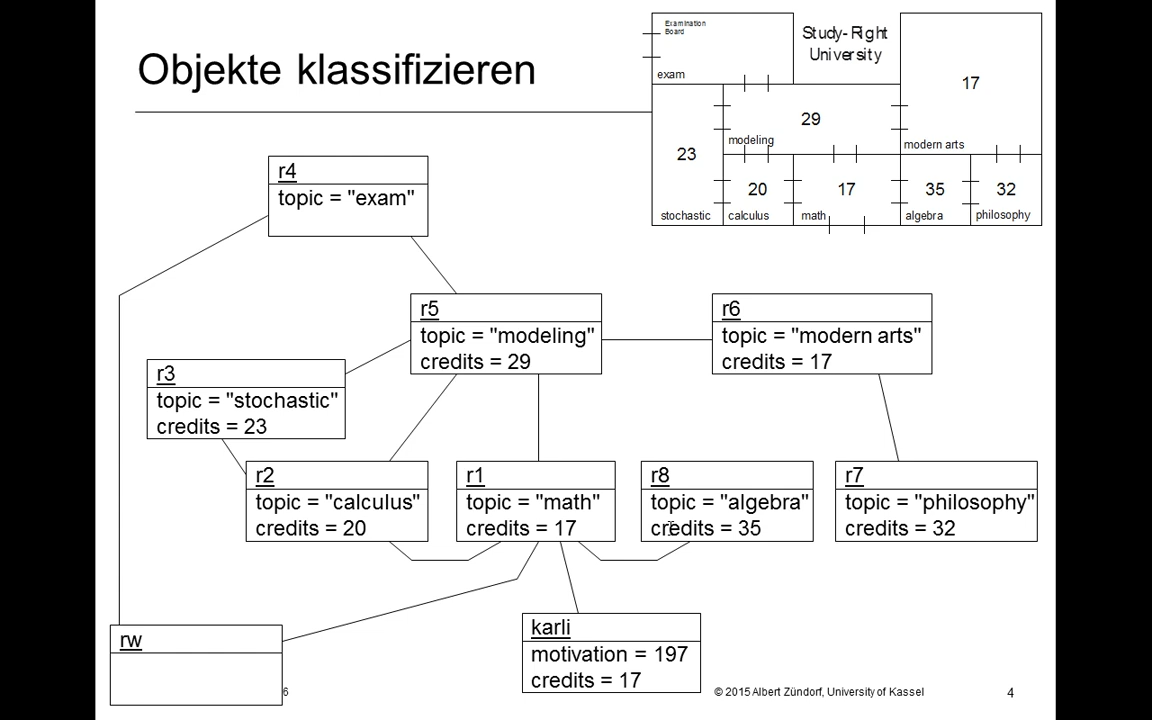 Objekte klassifizieren
Examination
Board
exam
Study-Right
University
17
29
modeling
modern arts
23
20
17
35
32
stochastic
calculus
math
algebra
philosophy
r4
topic = "exam"
r5
topic = "modeling"
credits = 29
r6
topic = "modern arts"
credits = 17
r3
topic = "stochastic"
credits = 23
r2
topic = "calculus"
credits = 20
r1
topic = "math"
credits = 17
r8
topic = "algebra"
credits = 35
r7
topic = "philosophy"
credits = 32
rw
karli
motivation = 197
credits = 17
6
© 2015 Albert Zündorf, University of Kassel
4